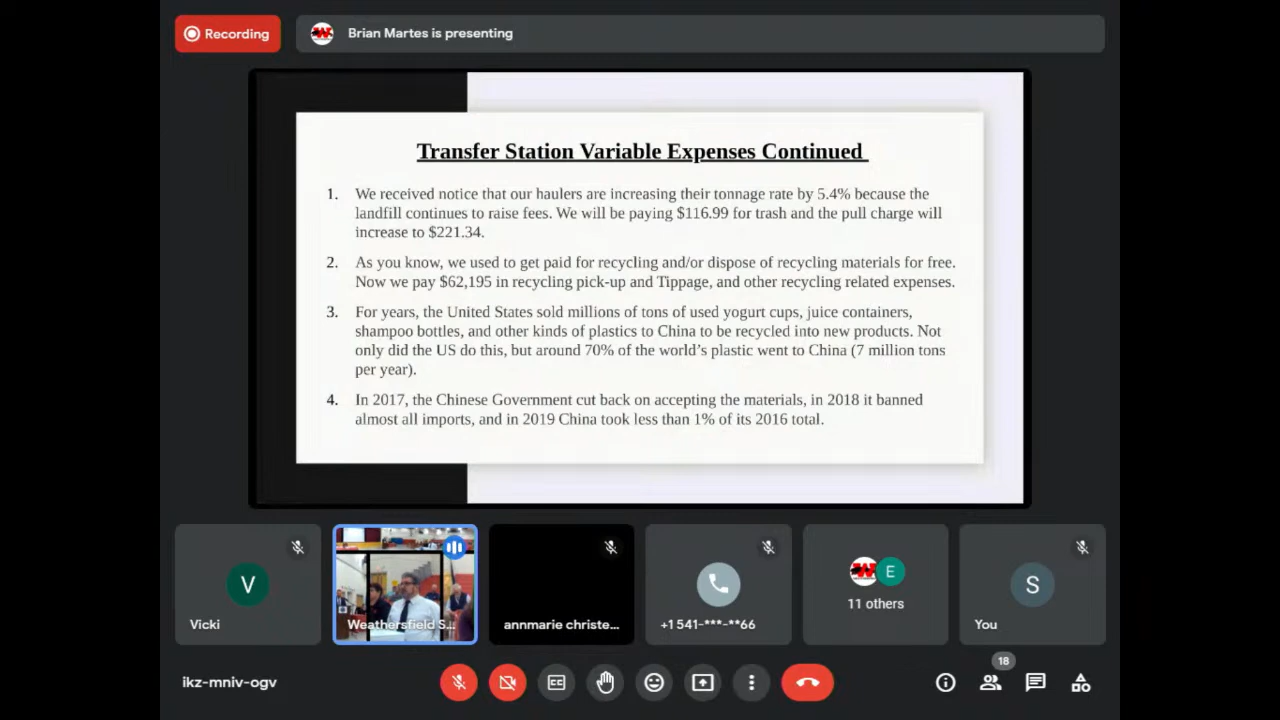 Recording
Brian Martes is presenting
Transfer Station Variable Expenses Continued
1. We received notice that our haulers are increasing their tonnage rate by 5.4% because the
landfill continues to raise fees. We will be paying $116.99 for trash and the pull charge will
increase to $221.34.
2. As you know, we used to get paid for recycling and/or dispose of recycling materials for free.
Now we pay $62,195 in recycling pick-up and Tippage, and other recycling related expenses.
3. For years, the United States sold millions of tons of used yogurt cups, juice containers,
shampoo bottles, and other kinds of plastics to China to be recycled into new products. Not
only did the US do this, but around 70% of the world’s plastic went to China (7 million tons
per year).
4. In 2017, the Chinese Government cut back on accepting the materials, in 2018 it banned
almost all imports, and in 2019 China took less than 1% of its 2016 total.
V
Vicki
Weathersfield S...
annmarie christe...
+1 541-***-**66
W E
11 others
S
You
ikz-mniv-ogv
CC
18